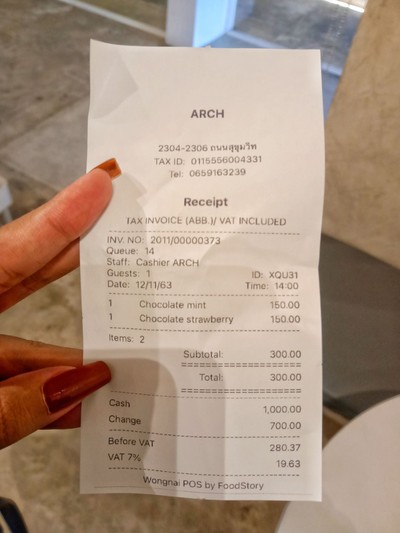 ARCH
2304-2306 ถนนสุขุมวิท
TAX ID: 0115556004331
Tel: 0659163239
Receipt
TAX INVOICE (ABB.)/ VAT INCLUDED
INV. NO: 2011/00000373
Queue: 14
Staff: Cashier ARCH
Guests: 1 ID: XQU31
Date: 12/11/63 Time: 14:00
1 Chocolate mint 150.00
1 Chocolate strawberry 150.00
Items: 2
Subtotal: 300.00
Total: 300.00
Cash 1,000.00
Change 700.00
Before VAT 280.37
VAT 7% 19.63
Wongnai POS by FoodStory